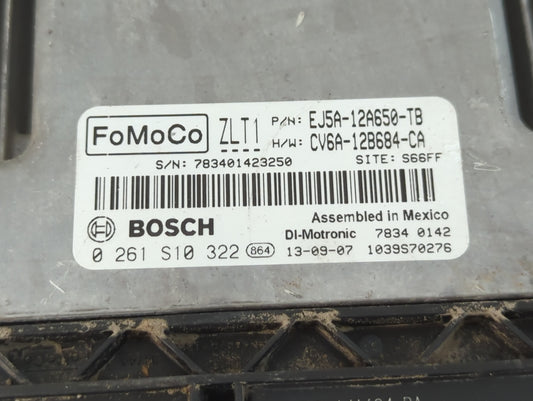 FoMoCo ZLT1 P/N: EJ5A-12A650-TB
H/W: CV6A-12B684-CA
S/N: 783401423250 SITE: S66FF
BOSCH Assembled in Mexico
DI-Motronic 7834 0142
0 261 S10 322 864 13-09-07 1039S70276